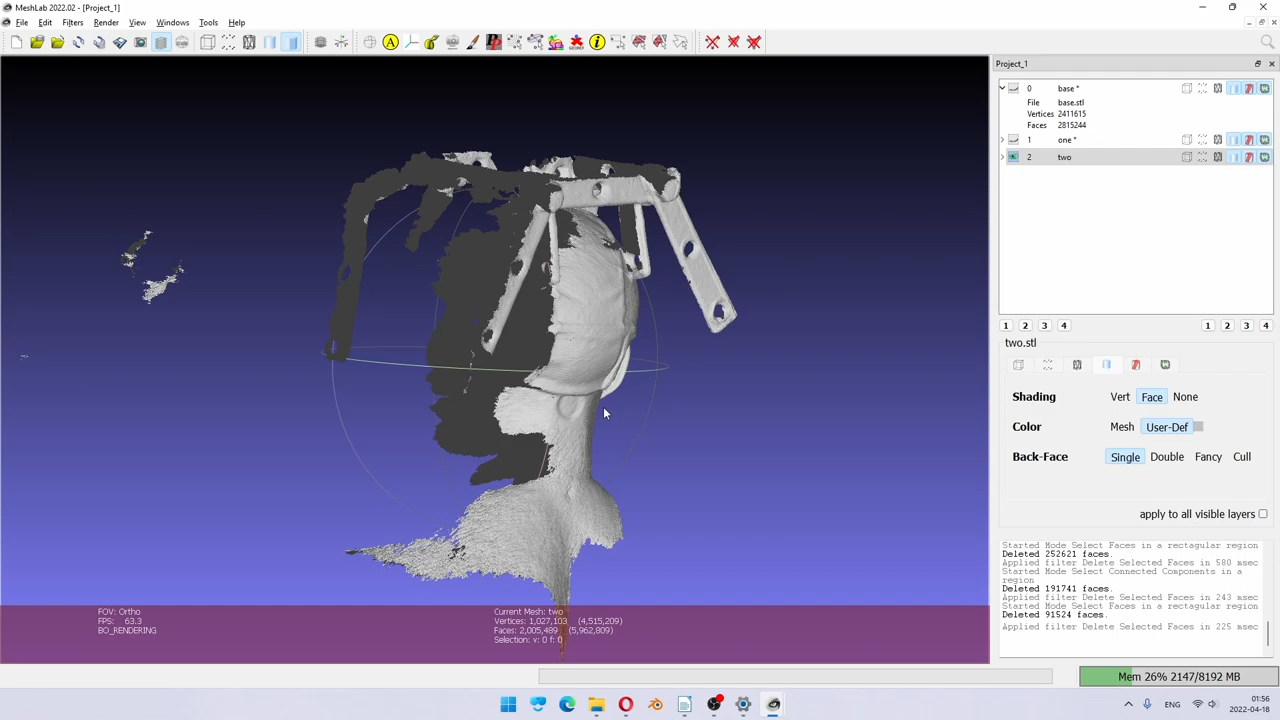 MeshLab 2022.02 - [Project_1]
File Edit Filters Render View Windows Tools Help
Project_1
0 base *
File base.stl
Vertices 2411615
Faces 2815244
1 one *
2 two
1 2 3 4 1 2 3 4
two.stl
Shading Vert Face None
Color Mesh User-Def
Back-Face Single Double Fancy Cull
apply to all visible layers
Started Mode Select Faces in a rectagular region
Deleted 252621 faces.
Applied filter Delete Selected Faces in 580 msec
Started Mode Select Connected Components in a
region
Deleted 191741 faces.
Applied filter Delete Selected Faces in 243 msec
Started Mode Select Faces in a rectagular region
Deleted 91524 faces.
Applied filter Delete Selected Faces in 225 msec
FOV: Ortho
FPS: 63.3
BO_RENDERING
Current Mesh: two
Vertices: 1,027,103 (4,515,209)
Faces: 2,005,489 (5,962,809)
Selection: v: 0 f: 0
Mem 26% 2147/8192 MB
ENG
01:56
2022-04-18